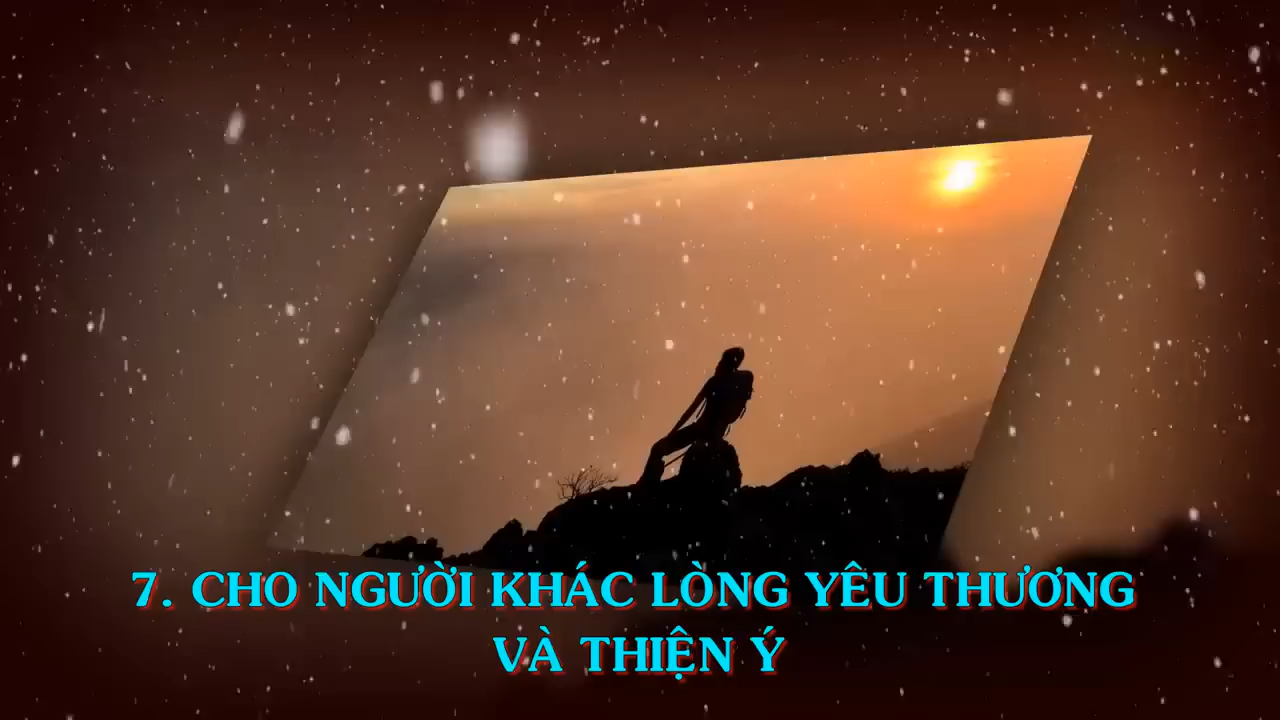 7. CHO NGƯỜI KHÁC LÒNG YÊU THƯƠNG
VÀ THIỆN Ý